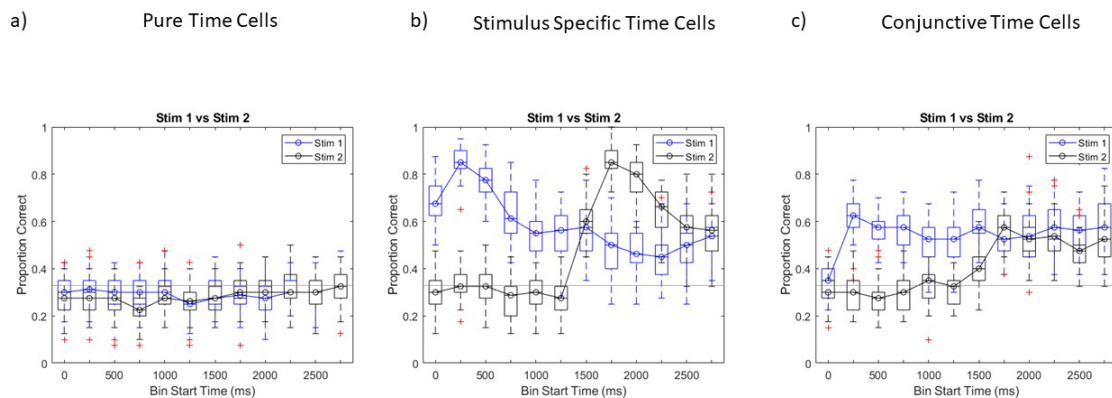 a) Pure Time Cells
b) Stimulus Specific Time Cells
c) Conjunctive Time Cells
Stim 1 vs Stim 2
Stim 1
Stim 2
Proportion Correct
1
0.8
0.6
0.4
0.2
0
0 500 1000 1500 2000 2500
Bin Start Time (ms)
Stim 1 vs Stim 2
Stim 1
Stim 2
Proportion Correct
1
0.8
0.6
0.4
0.2
0
0 500 1000 1500 2000 2500
Bin Start Time (ms)
Stim 1 vs Stim 2
Stim 1
Stim 2
Proportion Correct
1
0.8
0.6
0.4
0.2
0
0 500 1000 1500 2000 2500
Bin Start Time (ms)